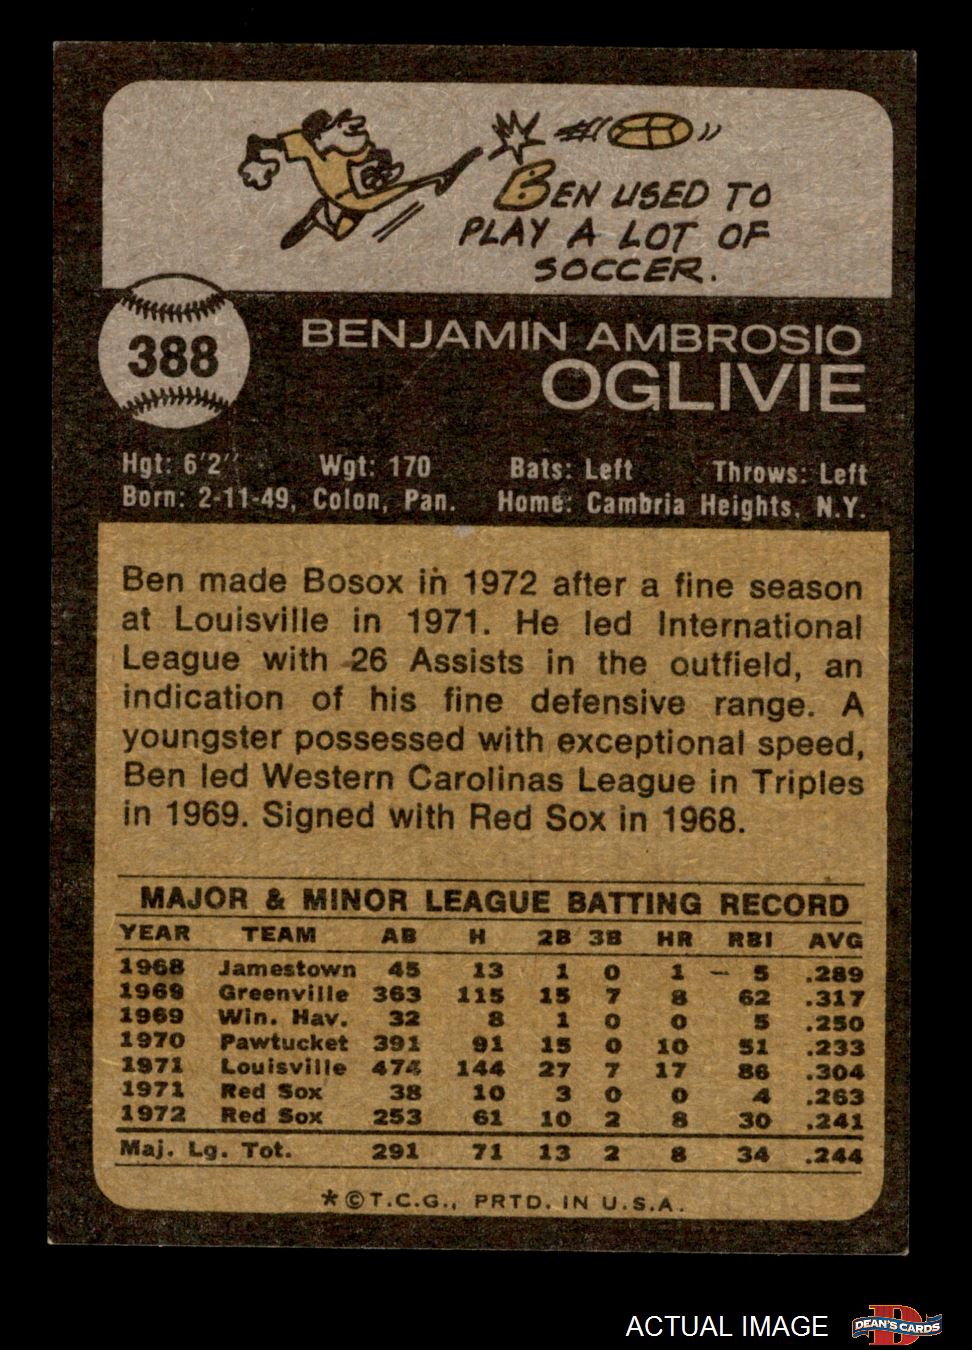 BEN USED TO
PLAY A LOT OF
SOCCER.
388
BENJAMIN AMBROSIO
OGLIVIE
Hgt: 6'2" Wgt: 170 Bats: Left Throws: Left
Born: 2-11-49, Colon, Pan. Home: Cambria Heights, N.Y.
Ben made Bosox in 1972 after a fine season
at Louisville in 1971. He led International
League with 26 Assists in the outfield, an
indication of his fine defensive range. A
youngster possessed with exceptional speed,
Ben led Western Carolinas League in Triples
in 1969. Signed with Red Sox in 1968.
MAJOR & MINOR LEAGUE BATTING RECORD
YEAR TEAM AB H 2B 3B HR RBI AVG
1968 Jamestown 45 13 1 0 1 5 .289
1969 Greenville 363 115 15 7 8 62 .317
1969 Win. Hav. 32 8 1 0 0 5 .250
1970 Pawtucket 391 91 15 0 10 51 .233
1971 Louisville 474 144 27 7 17 86 .304
1971 Red Sox 38 10 3 0 0 4 .263
1972 Red Sox 253 61 10 2 8 30 .241
Maj. Lg. Tot. 291 71 13 2 8 34 .244
*©T.C.G., PRTD. IN U.S.A.
ACTUAL IMAGE
D
DEAN'S CARDS